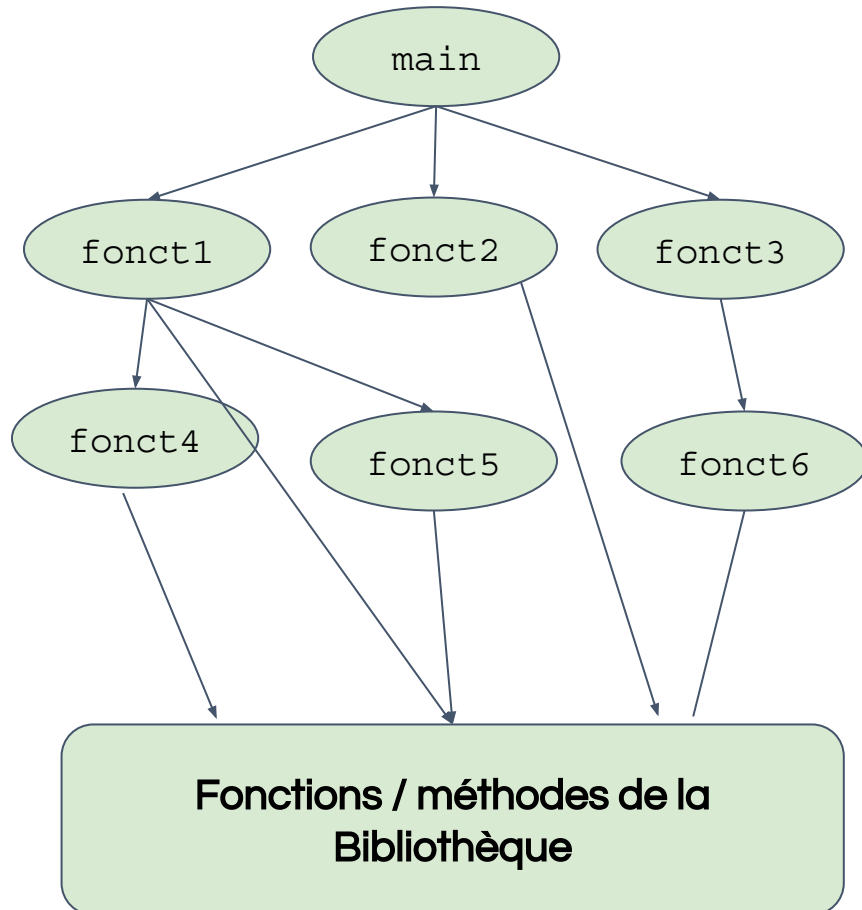 main
fonct1
fonct2
fonct3
fonct4
fonct5
fonct6
Fonctions / méthodes de la
Bibliothèque